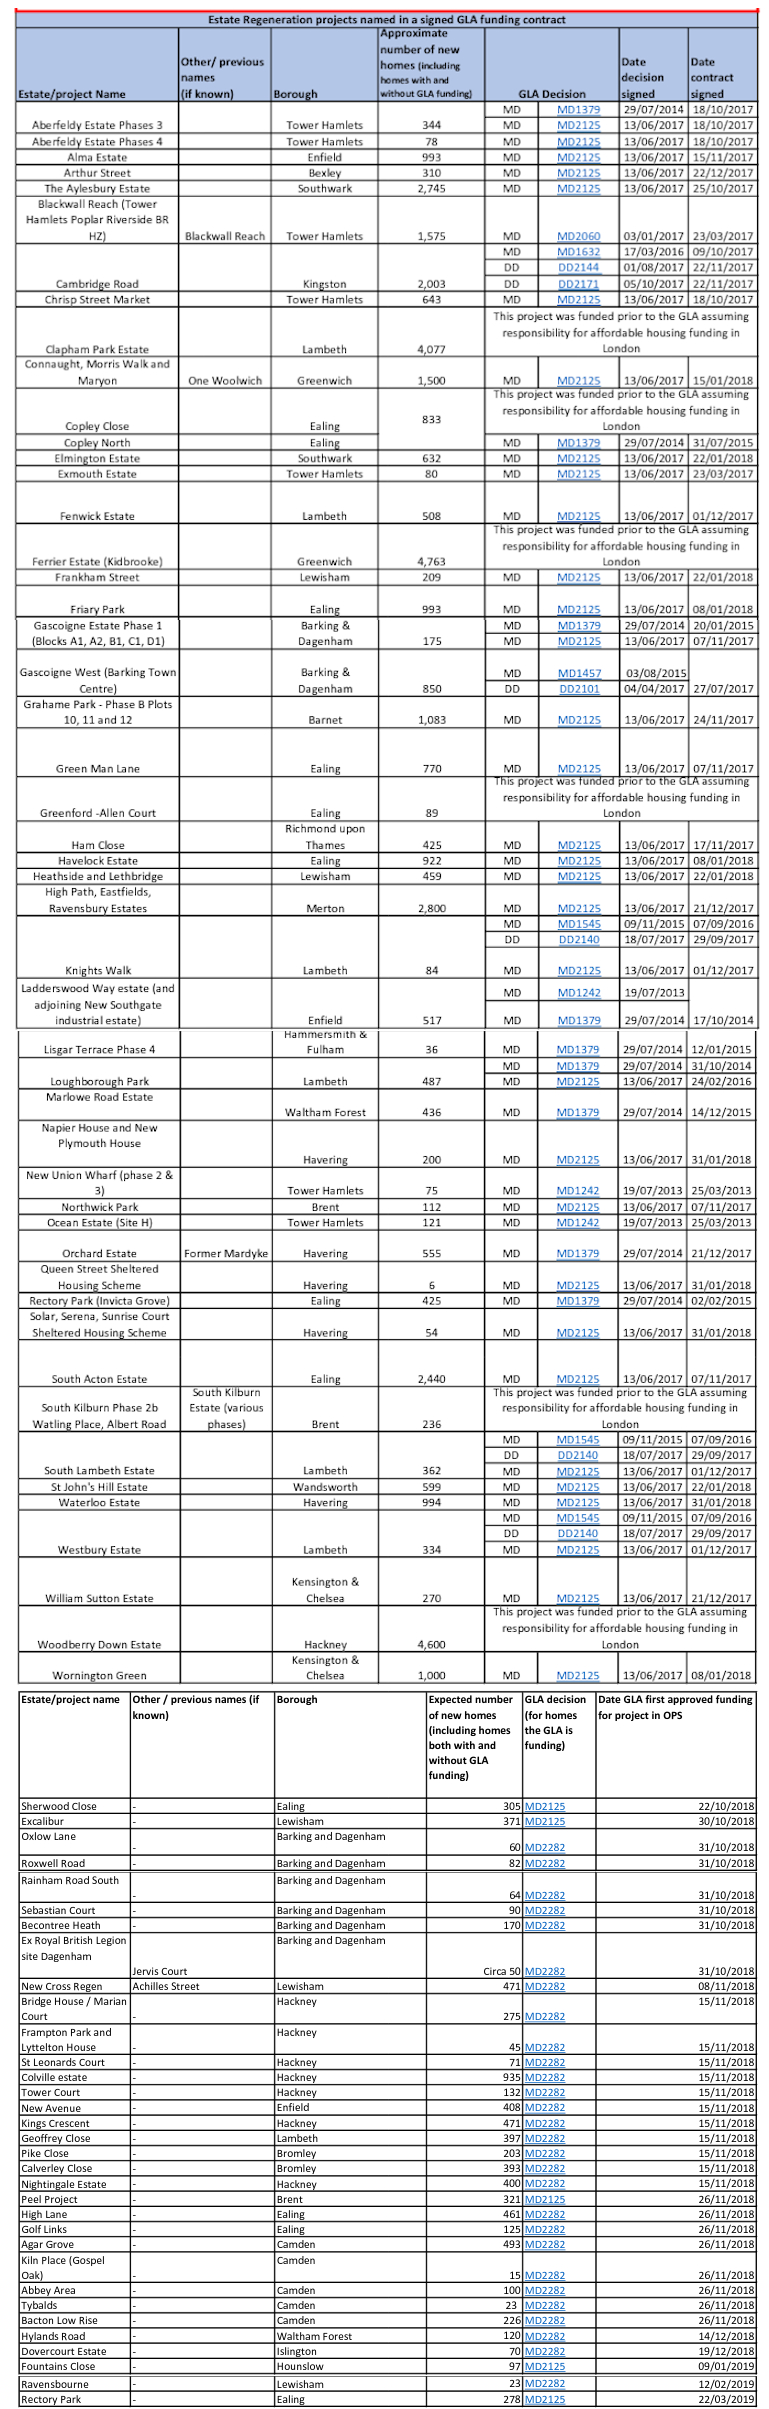 Estate Regeneration projects named in a signed GLA funding contract
Estate/project Name | Other/ previous names (if known) | Borough | Approximate number of new homes (including homes with and without GLA funding) | GLA Decision | Date decision signed | Date contract signed
MD MD1379 29/07/2014 18/10/2017
Aberfeldy Estate Phases 3 Tower Hamlets 344 MD MD2125 13/06/2017 18/10/2017
Aberfeldy Estate Phases 4 Tower Hamlets 78 MD MD2125 13/06/2017 18/10/2017
Alma Estate Enfield 993 MD MD2125 13/06/2017 15/11/2017
Arthur Street Bexley 310 MD MD2125 13/06/2017 22/12/2017
The Aylesbury Estate Southwark 2,745 MD MD2125 13/06/2017 25/10/2017
Blackwall Reach (Tower
Hamlets Poplar Riverside BR
HZ) Blackwall Reach Tower Hamlets 1,575 MD MD2060 03/01/2017 23/03/2017
MD MD1632 17/03/2016 09/10/2017
DD DD2144 01/08/2017 22/11/2017
Cambridge Road Kingston 2,003 DD DD2171 05/10/2017 22/11/2017
Chrisp Street Market Tower Hamlets 643 MD MD2125 13/06/2017 18/10/2017
This project was funded prior to the GLA assuming
responsibility for affordable housing funding in
Clapham Park Estate Lambeth 4,077 London
Connaught, Morris Walk and
Maryon One Woolwich Greenwich 1,500 MD MD2125 13/06/2017 15/01/2018
This project was funded prior to the GLA assuming
833 responsibility for affordable housing funding in
Copley Close Ealing London
Copley North Ealing MD MD1379 29/07/2014 31/07/2015
Elmington Estate Southwark 632 MD MD2125 13/06/2017 22/01/2018
Exmouth Estate Tower Hamlets 80 MD MD2125 13/06/2017 23/03/2017
Fenwick Estate Lambeth 508 MD MD2125 13/06/2017 01/12/2017
This project was funded prior to the GLA assuming
responsibility for affordable housing funding in
Ferrier Estate (Kidbrooke) Greenwich 4,763 London
Frankham Street Lewisham 209 MD MD2125 13/06/2017 22/01/2018
Friary Park Ealing 993 MD MD2125 13/06/2017 08/01/2018
Gascoigne Estate Phase 1 Barking & MD MD1379 29/07/2014 20/01/2015
(Blocks A1, A2, B1, C1, D1) Dagenham 175 MD MD2125 13/06/2017 07/11/2017
Gascoigne West (Barking Town Barking & MD MD1457 03/08/2015
Centre) Dagenham 850 DD DD2101 04/04/2017 27/07/2017
Grahame Park - Phase B Plots
10, 11 and 12 Barnet 1,083 MD MD2125 13/06/2017 24/11/2017
Green Man Lane Ealing 770 MD MD2125 13/06/2017 07/11/2017
This project was funded prior to the GLA assuming
responsibility for affordable housing funding in
Greenford -Allen Court Ealing 89 London
Richmond upon
Ham Close Thames 425 MD MD2125 13/06/2017 17/11/2017
Havelock Estate Ealing 922 MD MD2125 13/06/2017 08/01/2018
Heathside and Lethbridge Lewisham 459 MD MD2125 13/06/2017 22/01/2018
High Path, Eastfields,
Ravensbury Estates Merton 2,800 MD MD2125 13/06/2017 21/12/2017
MD MD1545 09/11/2015 07/09/2016
DD DD2140 18/07/2017 29/09/2017
Knights Walk Lambeth 84 MD MD2125 13/06/2017 01/12/2017
Ladderswood Way estate (and
adjoining New Southgate MD MD1242 19/07/2013
industrial estate) Enfield 517 MD MD1379 29/07/2014 17/10/2014
Hammersmith &
Lisgar Terrace Phase 4 Fulham 36 MD MD1379 29/07/2014 12/01/2015
MD MD1379 29/07/2014 31/10/2014
Loughborough Park Lambeth 487 MD MD2125 13/06/2017 24/02/2016
Marlowe Road Estate
Waltham Forest 436 MD MD1379 29/07/2014 14/12/2015
Napier House and New
Plymouth House
Havering 200 MD MD2125 13/06/2017 31/01/2018
New Union Wharf (phase 2 &
3) Tower Hamlets 75 MD MD1242 19/07/2013 25/03/2013
Northwick Park Brent 112 MD MD2125 13/06/2017 07/11/2017
Ocean Estate (Site H) Tower Hamlets 121 MD MD1242 19/07/2013 25/03/2013
Orchard Estate Former Mardyke Havering 555 MD MD1379 29/07/2014 21/12/2017
Queen Street Sheltered
Housing Scheme Havering 6 MD MD2125 13/06/2017 31/01/2018
Rectory Park (Invicta Grove) Ealing 425 MD MD1379 29/07/2014 02/02/2015
Solar, Serena, Sunrise Court
Sheltered Housing Scheme Havering 54 MD MD2125 13/06/2017 31/01/2018
South Acton Estate Ealing 2,440 MD MD2125 13/06/2017 07/11/2017
South Kilburn This project was funded prior to the GLA assuming
South Kilburn Phase 2b Estate (various responsibility for affordable housing funding in
Watling Place, Albert Road phases) Brent 236 London
MD MD1545 09/11/2015 07/09/2016
DD DD2140 18/07/2017 29/09/2017
South Lambeth Estate Lambeth 362 MD MD2125 13/06/2017 01/12/2017
St John's Hill Estate Wandsworth 599 MD MD2125 13/06/2017 22/01/2018
Waterloo Estate Havering 994 MD MD2125 13/06/2017 31/01/2018
MD MD1545 09/11/2015 07/09/2016
DD DD2140 18/07/2017 29/09/2017
Westbury Estate Lambeth 334 MD MD2125 13/06/2017 01/12/2017
Kensington &
William Sutton Estate Chelsea 270 MD MD2125 13/06/2017 21/12/2017
This project was funded prior to the GLA assuming
responsibility for affordable housing funding in
Woodberry Down Estate Hackney 4,600 London
Kensington &
Wornington Green Chelsea 1,000 MD MD2125 13/06/2017 08/01/2018
Estate/project name | Other / previous names (if known) | Borough | Expected number of new homes (including homes both with and without GLA funding) | GLA decision (for homes the GLA is funding) | Date GLA first approved funding for project in OPS
Sherwood Close - Ealing 305 MD2125 22/10/2018
Excalibur - Lewisham 371 MD2125 30/10/2018
Oxlow Lane - Barking and Dagenham 60 MD2282 31/10/2018
Roxwell Road - Barking and Dagenham 82 MD2282 31/10/2018
Rainham Road South - Barking and Dagenham 64 MD2282 31/10/2018
Sebastian Court - Barking and Dagenham 90 MD2282 31/10/2018
Becontree Heath - Barking and Dagenham 170 MD2282 31/10/2018
Ex Royal British Legion Barking and Dagenham
site Dagenham
Jervis Court Circa 50 MD2282 31/10/2018
New Cross Regen Achilles Street Lewisham 471 MD2282 08/11/2018
Bridge House / Marian Hackney 15/11/2018
Court - 275 MD2282
Frampton Park and Hackney
Lyttelton House - 45 MD2282 15/11/2018
St Leonards Court - Hackney 71 MD2282 15/11/2018
Colville estate - Hackney 935 MD2282 15/11/2018
Tower Court - Hackney 132 MD2282 15/11/2018
New Avenue - Enfield 408 MD2282 15/11/2018
Kings Crescent - Hackney 471 MD2282 15/11/2018
Geoffrey Close - Lambeth 397 MD2282 15/11/2018
Pike Close - Bromley 203 MD2282 15/11/2018
Calverley Close - Bromley 393 MD2282 15/11/2018
Nightingale Estate - Hackney 400 MD2282 15/11/2018
Peel Project - Brent 321 MD2125 26/11/2018
High Lane - Ealing 461 MD2282 26/11/2018
Golf Links - Ealing 125 MD2282 26/11/2018
Agar Grove - Camden 493 MD2282 26/11/2018
Kiln Place (Gospel Camden
Oak) - 15 MD2282 26/11/2018
Abbey Area - Camden 100 MD2282 26/11/2018
Tybalds - Camden 23 MD2282 26/11/2018
Bacton Low Rise - Camden 226 MD2282 26/11/2018
Hylands Road - Waltham Forest 120 MD2282 14/12/2018
Dovercourt Estate - Islington 70 MD2282 19/12/2018
Fountains Close - Hounslow 97 MD2125 09/01/2019
Ravensbourne - Lewisham 23 MD2282 12/02/2019
Rectory Park - Ealing 278 MD2125 22/03/2019